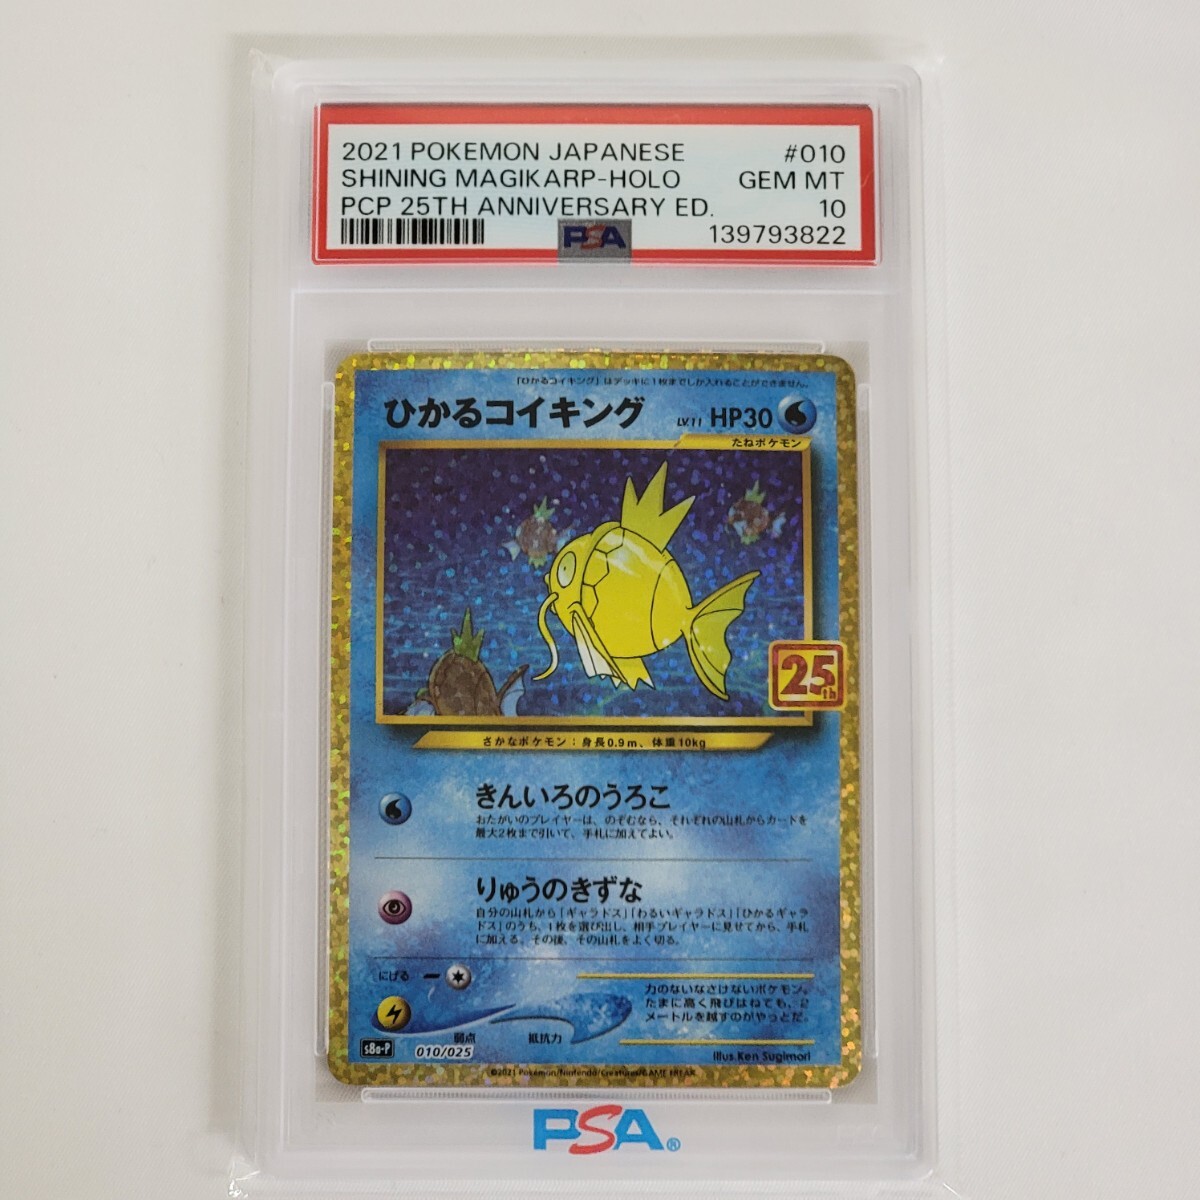 2021 POKEMON JAPANESE #010
SHINING MAGIKARP-HOLO GEM MT
PCP 25TH ANNIVERSARY ED. 10
PSA 139793822
「ひかるコイキング」はデッキに1枚までしか入れることができません。
ひかるコイキング LV.11 HP30
たねポケモン
25th
さかなポケモン：身長0.9m、体重10kg
きんいろのうろこ
おたがいのプレイヤーは、のぞむなら、それぞれの山札からカードを
最大2枚まで引いて、手札に加えてよい。
りゅうのきずな
自分の山札から「ギャラドス」「わるいギャラドス」「ひかるギャラ
ドス」のうち、1枚を選び出し、相手プレイヤーに見せてから、手札
に加える。その後、その山札をよく切る。
にげる
力のないなさけないポケモン。
たまに高く飛びはねても、2
メートルを越すのがやっとだ。
弱点 抵抗力
s8a-P 010/025
Illus.Ken Sugimori
©2021 Pokémon/Nintendo/Creatures/GAME FREAK.
PSA®